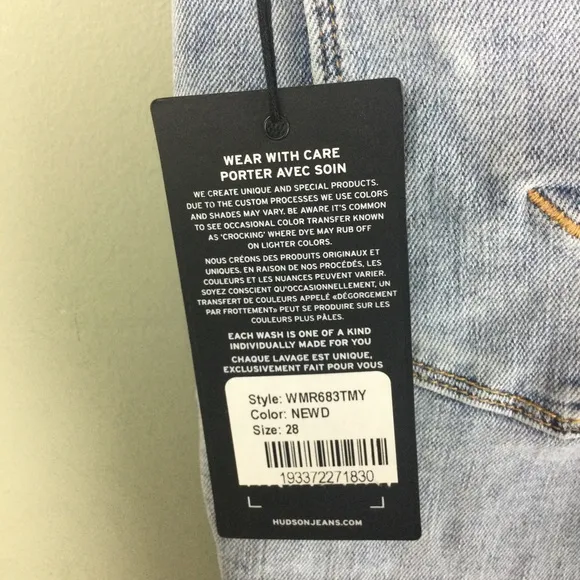 WEAR WITH CARE
PORTER AVEC SOIN
WE CREATE UNIQUE AND SPECIAL PRODUCTS.
DUE TO THE CUSTOM PROCESSES WE USE COLORS
AND SHADES MAY VARY. BE AWARE IT'S COMMON
TO SEE OCCASIONAL COLOR TRANSFER KNOWN
AS 'CROCKING' WHERE DYE MAY RUB OFF
ON LIGHTER COLORS.
NOUS CRÉONS DES PRODUITS ORIGINAUX ET
UNIQUES. EN RAISON DE NOS PROCÉDÉS, LES
COULEURS ET LES NUANCES PEUVENT VARIER.
SOYEZ CONSCIENT QU'OCCASIONNELLEMENT, UN
TRANSFERT DE COULEURS APPELÉ «DÉGORGEMENT
PAR FROTTEMENT» PEUT SE PRODUIRE SUR LES
COULEURS PLUS PÂLES.
EACH WASH IS ONE OF A KIND
INDIVIDUALLY MADE FOR YOU
CHAQUE LAVAGE EST UNIQUE,
EXCLUSIVEMENT FAIT POUR VOUS
Style: WMR683TMY
Color: NEWD
Size: 28
193372271830
HUDSONJEANS.COM